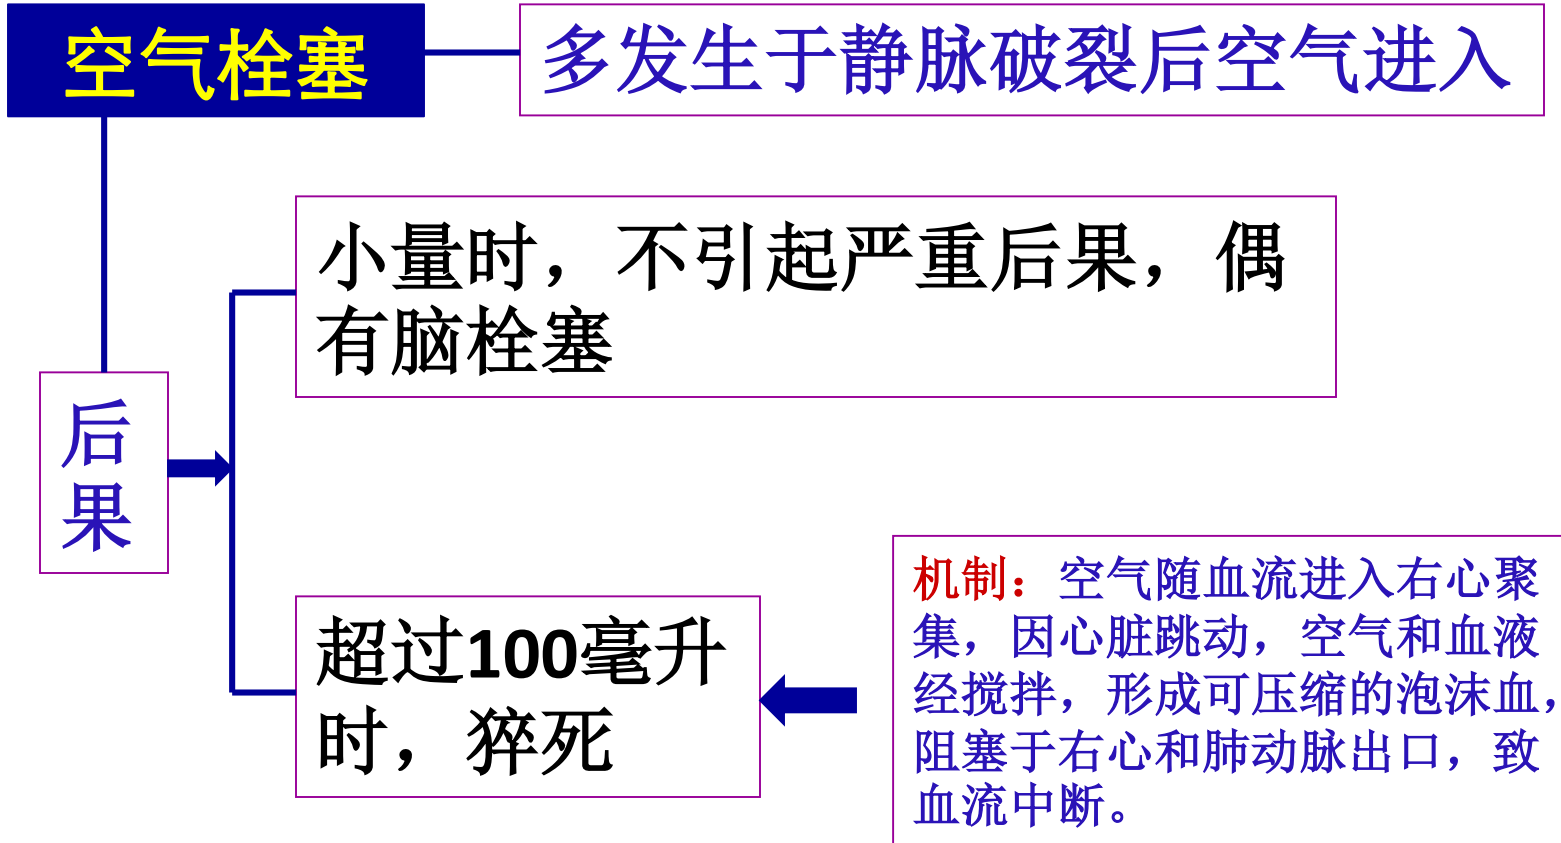 空气栓塞
多发生于静脉破裂后空气进入
小量时，不引起严重后果，偶
有脑栓塞
后
果
超过100毫升
时，猝死
机制：空气随血流进入右心聚
集，因心脏跳动，空气和血液
经搅拌，形成可压缩的泡沫血，
阻塞于右心和肺动脉出口，致
血流中断。